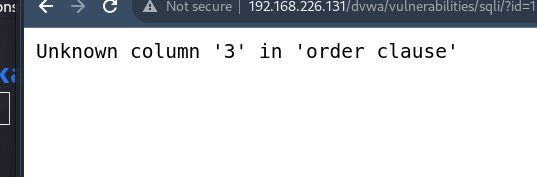 Not secure
192.168.226.131/dvwa/vulnerabilities/sqli/?id=1
Unknown column '3' in 'order clause'